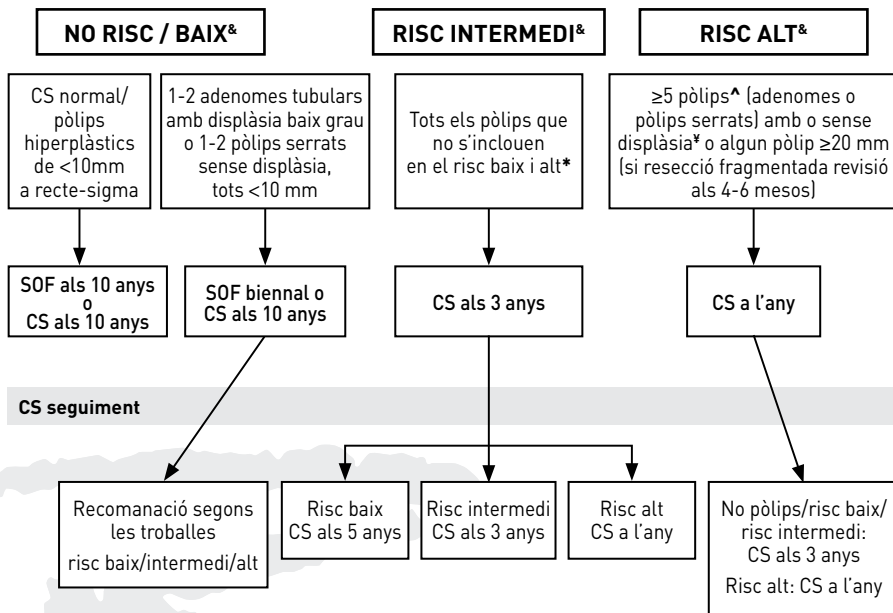 NO RISC / BAIX&
RISC INTERMEDI&
RISC ALT&
CS normal/
pòlips
hiperplàstics
de <10mm
a recte-sigma
1-2 adenomes tubulars
amb displàsia baix grau
o 1-2 pòlips serrats
sense displàsia,
tots <10 mm
Tots els pòlips que
no s'inclouen
en el risc baix i alt*
≥5 pòlips^ (adenomes o
pòlips serrats) amb o sense
displàsia¥ o algun pòlip ≥20 mm
(si resecció fragmentada revisió
als 4-6 mesos)
SOF als 10 anys
o
CS als 10 anys
SOF biennal o
CS als 10 anys
CS als 3 anys
CS a l'any
CS seguiment
Recomanació segons
les troballes
risc baix/intermedi/alt
Risc baix
CS als 5 anys
Risc intermedi
CS als 3 anys
Risc alt
CS a l'any
No pòlips/risc baix/
risc intermedi:
CS als 3 anys
Risc alt: CS a l'any